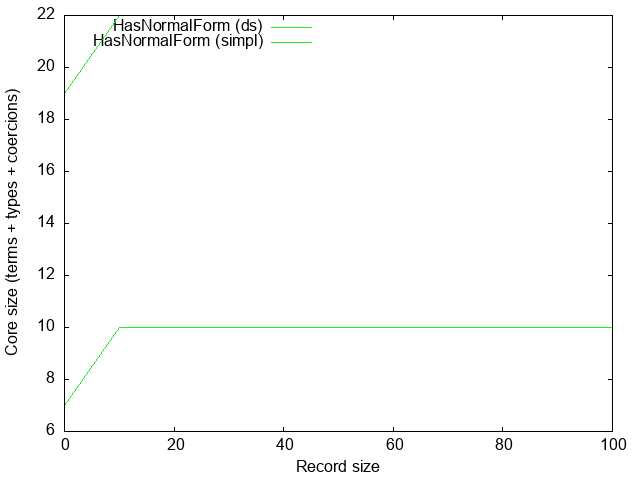 22
HasNormalForm (ds)
HasNormalForm (simpl)
20
18
16
14
12
10
8
6
Core size (terms + types + coercions)
0 20 40 60 80 100
Record size